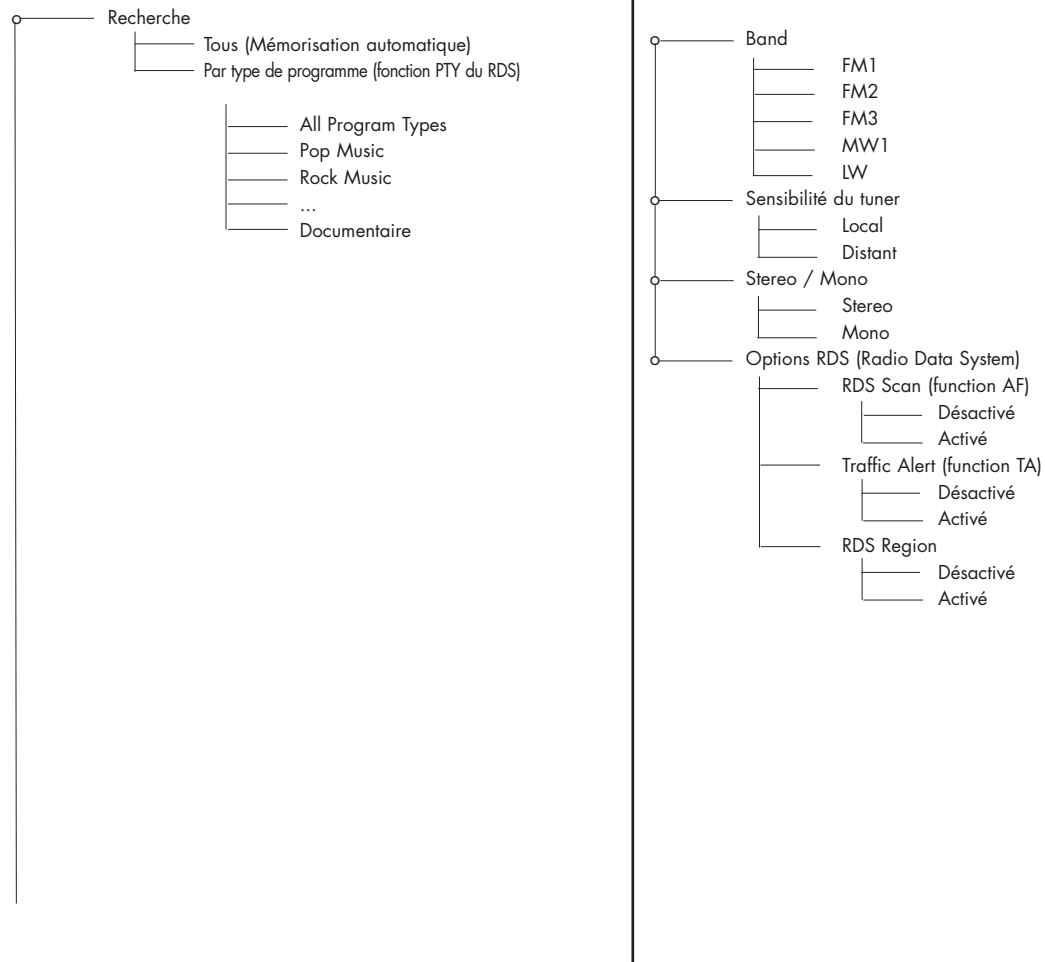 Recherche
Tous (Mémorisation automatique)
Par type de programme (fonction PTY du RDS)
All Program Types
Pop Music
Rock Music
...
Documentaire
Band
FM1
FM2
FM3
MW1
LW
Sensibilité du tuner
Local
Distant
Stereo / Mono
Stereo
Mono
Options RDS (Radio Data System)
RDS Scan (function AF)
Désactivé
Activé
Traffic Alert (function TA)
Désactivé
Activé
RDS Region
Désactivé
Activé